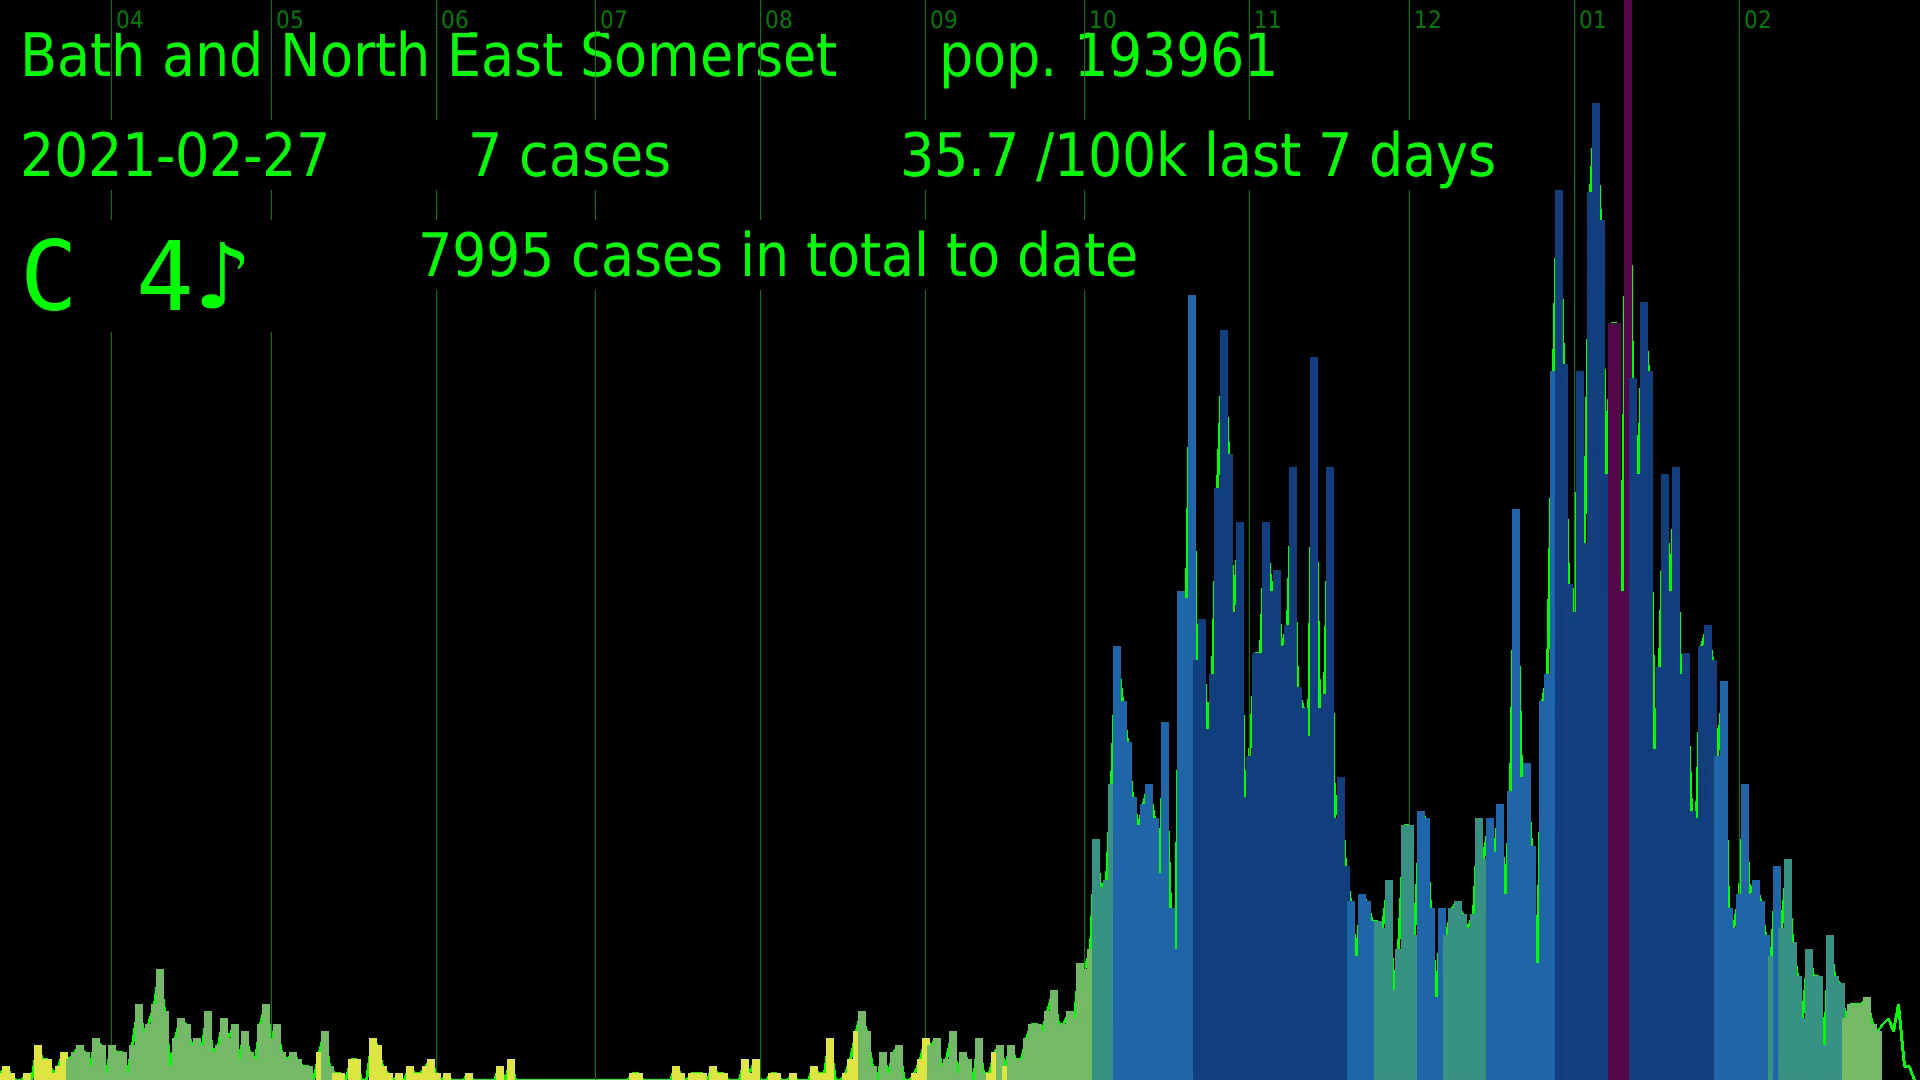 04 05 06 07 08 09 10 11 12 01 02
Bath and North East Somerset pop. 193961
2021-02-27 7 cases 35.7 /100k last 7 days
C 4♪ 7995 cases in total to date